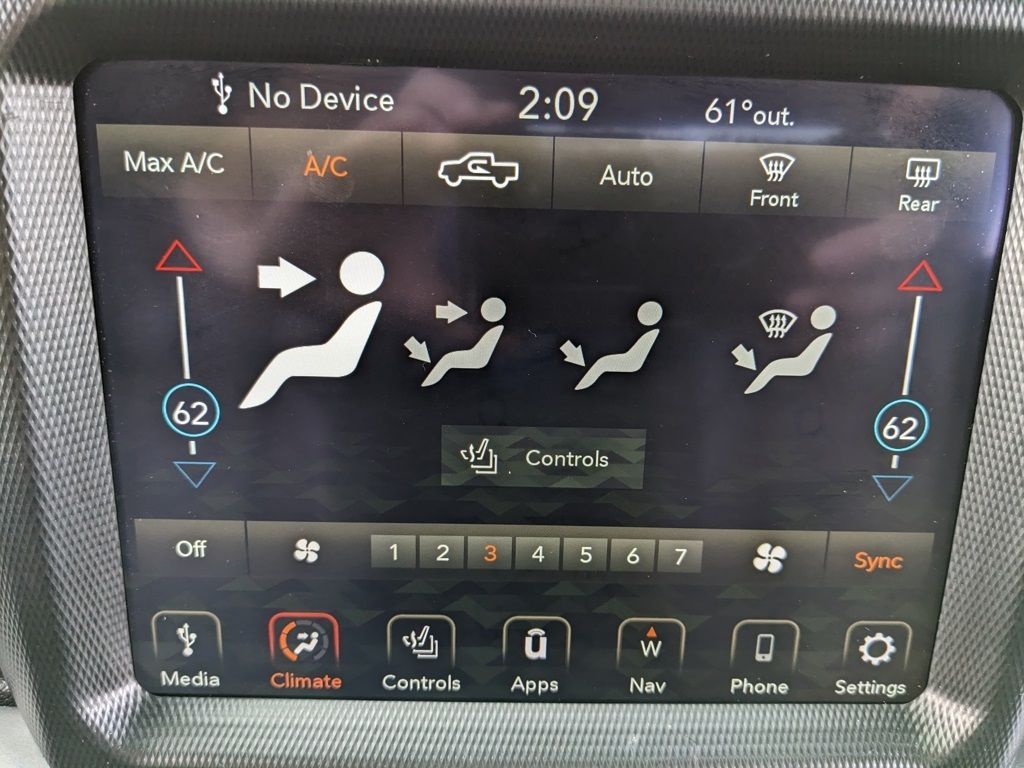 No Device 2:09 61°out.
Max A/C A/C Auto Front Rear
62 62
Controls
Off 1 2 3 4 5 6 7 Sync
u W
Media Climate Controls Apps Nav Phone Settings